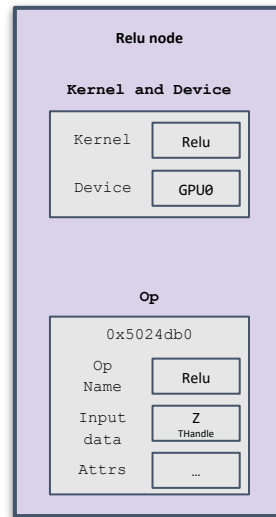 Relu node
Kernel and Device
Kernel Relu
Device GPU0
Op
0x5024db0
Op
Name
Relu
Input
data
Z
THandle
Attrs …